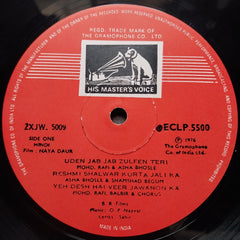 REGD. TRADE MARK OF
THE GRAMOPHONE CO. LTD.
HIS MASTER'S VOICE
ZXJW. 5009
ECLP. 5500
SIDE ONE
HINDI
Film: NAYA DAUR
℗ 1976
The Gramophone
Co. of India Ltd.
UDEN JAB JAB ZULFEN TERI
MOHD. RAFI & ASHA BHOSLE
RESHMI SHALWAR KURTA JALI KA
ASHA BHOSLE & SHAMSHAD BEGUM
YEH DESH HAI VEER JAWANON KA
MOHD. RAFI, BALBIR & CHORUS
B. R. Films
Music: O. P. Nayyar
Lyrics: Sahir
MADE IN INDIA